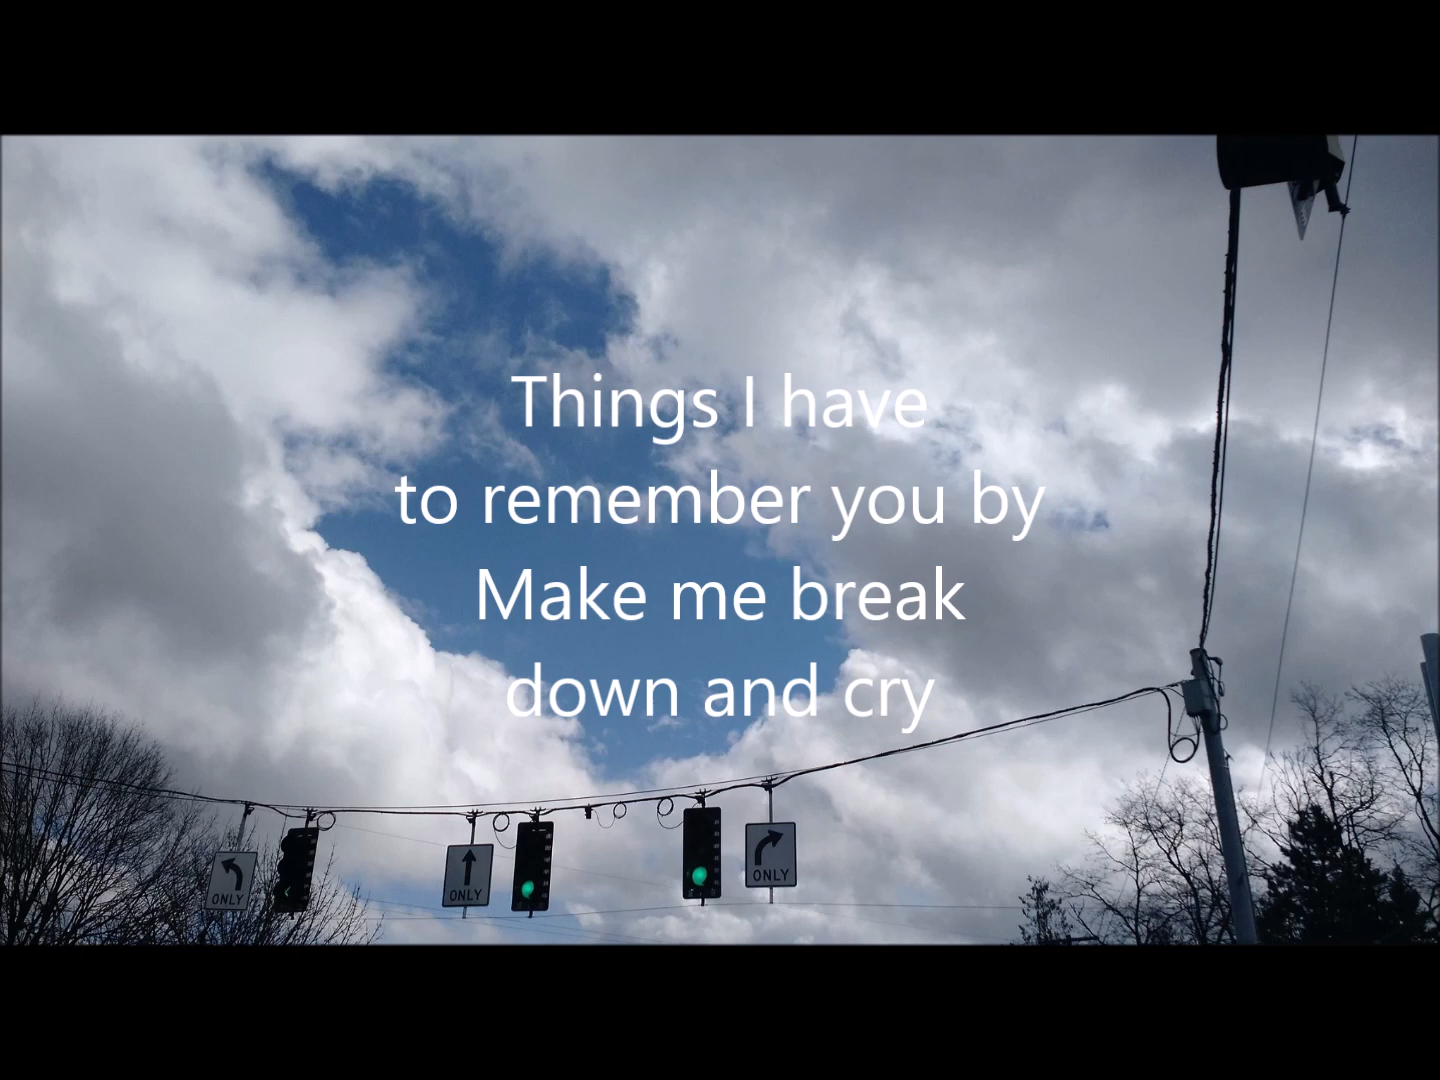 Things I have
to remember you by
Make me break
down and cry
ONLY
ONLY
ONLY